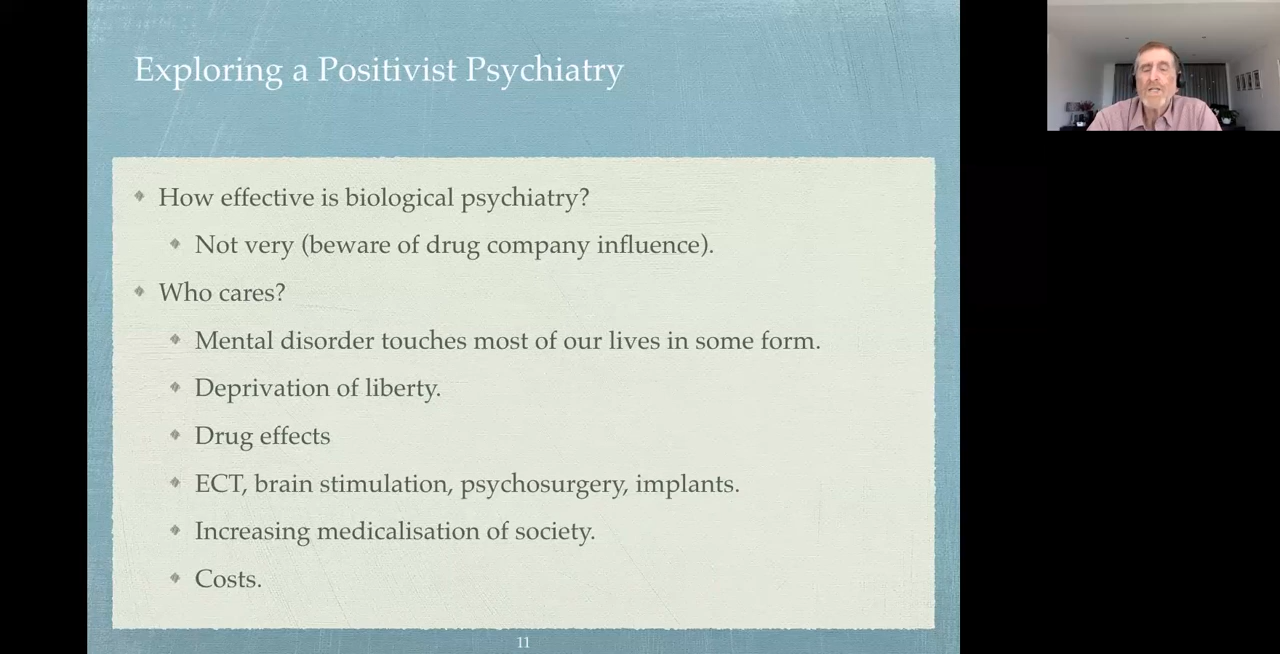 Exploring a Positivist Psychiatry
How effective is biological psychiatry?
Not very (beware of drug company influence).
Who cares?
Mental disorder touches most of our lives in some form.
Deprivation of liberty.
Drug effects
ECT, brain stimulation, psychosurgery, implants.
Increasing medicalisation of society.
Costs.
11